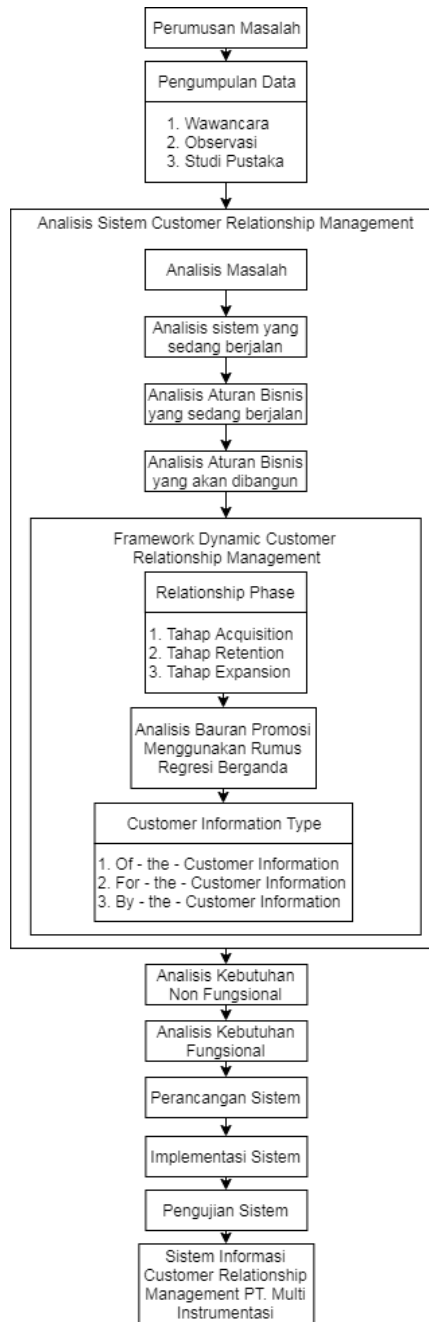 Perumusan Masalah
Pengumpulan Data
1. Wawancara
2. Observasi
3. Studi Pustaka
Analisis Sistem Customer Relationship Management
Analisis Masalah
Analisis sistem yang
sedang berjalan
Analisis Aturan Bisnis
yang sedang berjalan
Analisis Aturan Bisnis
yang akan dibangun
Framework Dynamic Customer
Relationship Management
Relationship Phase
1. Tahap Acquisition
2. Tahap Retention
3. Tahap Expansion
Analisis Bauran Promosi
Menggunakan Rumus
Regresi Berganda
Customer Information Type
1. Of - the - Customer Information
2. For - the - Customer Information
3. By - the - Customer Information
Analisis Kebutuhan
Non Fungsional
Analisis Kebutuhan
Fungsional
Perancangan Sistem
Implementasi Sistem
Pengujian Sistem
Sistem Informasi
Customer Relationship
Management PT. Multi
Instrumentasi